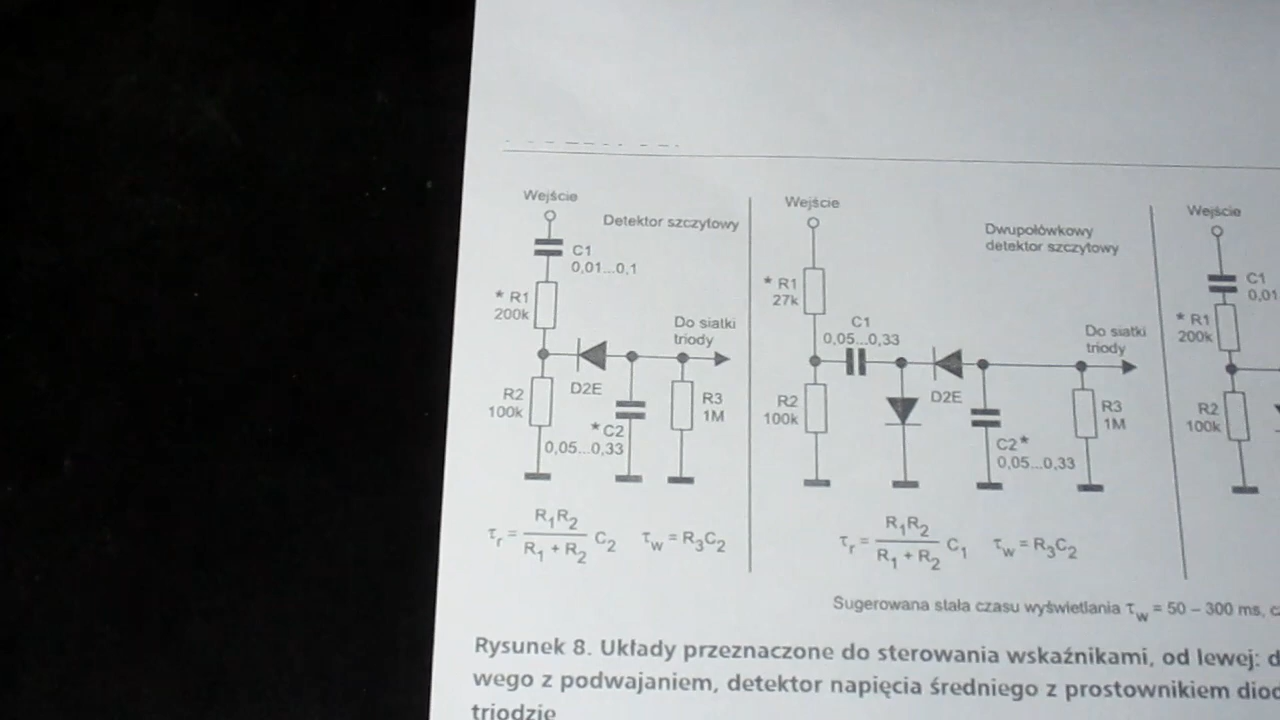 Wejście
Detektor szczytowy
C1
0,01...0,1
* R1
200k
Do siatki
triody
D2E
R2
100k
* C2
0,05...0,33
R3
1M
τr = R1R2 / R1 + R2 C2 τw = R3C2
Wejście
Dwupołówkowy
detektor szczytowy
* R1
27k
C1
0,05...0,33
Do siatki
triody
D2E
R2
100k
C2 *
0,05...0,33
R3
1M
τr = R1R2 / R1 + R2 C1 τw = R3C2
Wejście
C1
0,01
* R1
200k
R2
100k
Sugerowana stała czasu wyświetlania τw = 50 – 300 ms,
Rysunek 8. Układy przeznaczone do sterowania wskaźnikami, od lewej: d
wego z podwajaniem, detektor napięcia średniego z prostownikiem diod
triodzie